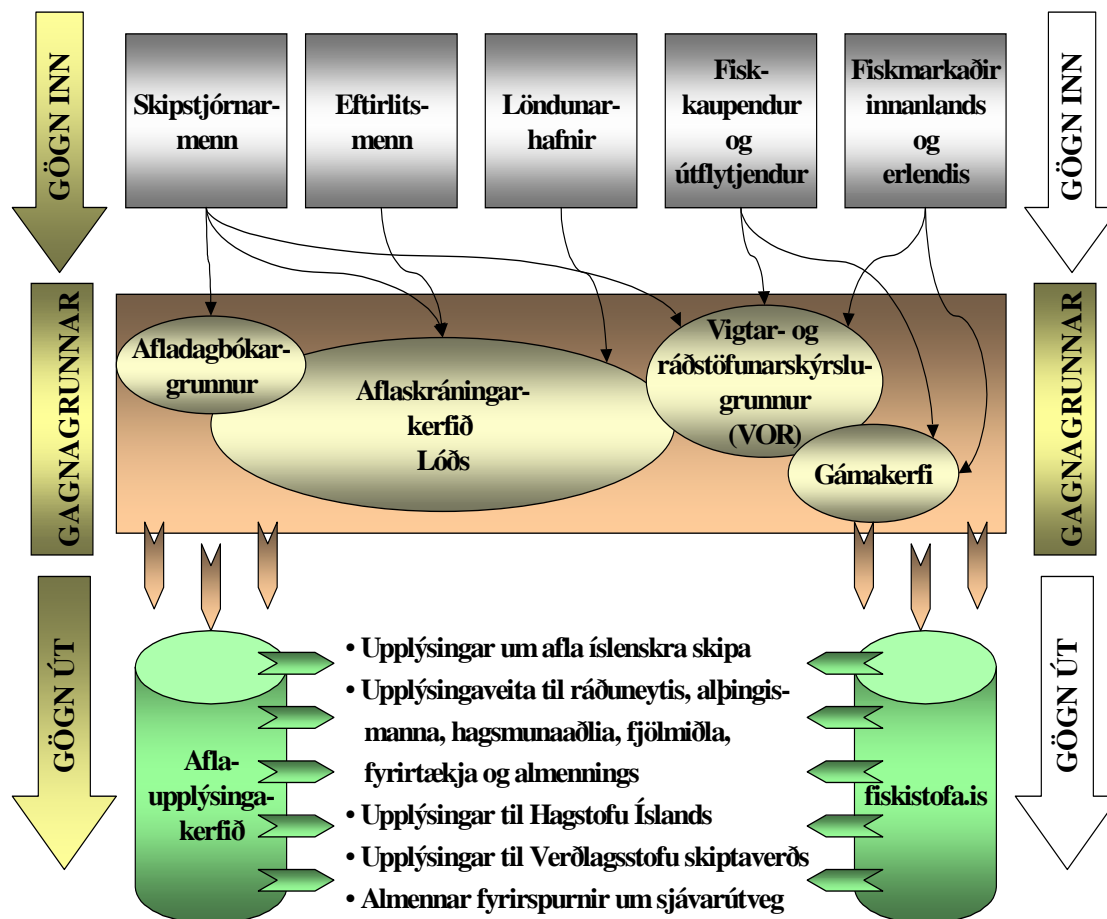 GÖGN INN
Skipstjórnar-
menn
Eftirlits-
menn
Löndunar-
hafnir
Fisk-
kaupendur
og
útflytjendur
Fiskmarkaðir
innanlands
og
erlendis
GÖGN INN
GAGNAGRUNNAR
Afladagbókar-
grunnur
Aflaskráningar-
kerfið
Lóðs
Vigtar- og
ráðstöfunarskýrslu-
grunnur
(VOR)
Gámakerfi
GAGNAGRUNNAR
GÖGN ÚT
Afla-
upplýsinga-
kerfið
• Upplýsingar um afla íslenskra skipa
• Upplýsingaveita til ráðuneytis, alþingis-
manna, hagsmunaaðlia, fjölmiðla,
fyrirtækja og almennings
• Upplýsingar til Hagstofu Íslands
• Upplýsingar til Verðlagsstofu skiptaverðs
• Almennar fyrirspurnir um sjávarútveg
fiskistofa.is
GÖGN ÚT